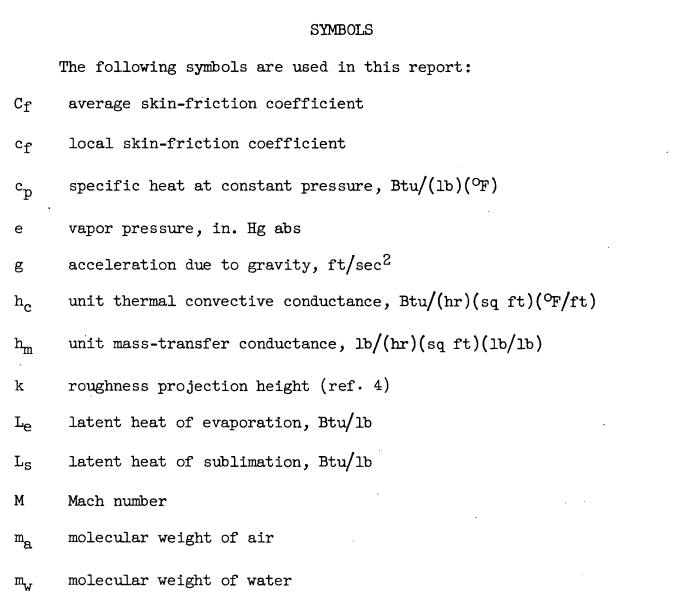 SYMBOLS
The following symbols are used in this report:
C_f average skin-friction coefficient
c_f local skin-friction coefficient
c_p specific heat at constant pressure, Btu/(lb)(°F)
e vapor pressure, in. Hg abs
g acceleration due to gravity, ft/sec²
h_c unit thermal convective conductance, Btu/(hr)(sq ft)(°F/ft)
h_m unit mass-transfer conductance, lb/(hr)(sq ft)(lb/lb)
k roughness projection height (ref. 4)
L_e latent heat of evaporation, Btu/lb
L_s latent heat of sublimation, Btu/lb
M Mach number
m_a molecular weight of air
m_w molecular weight of water